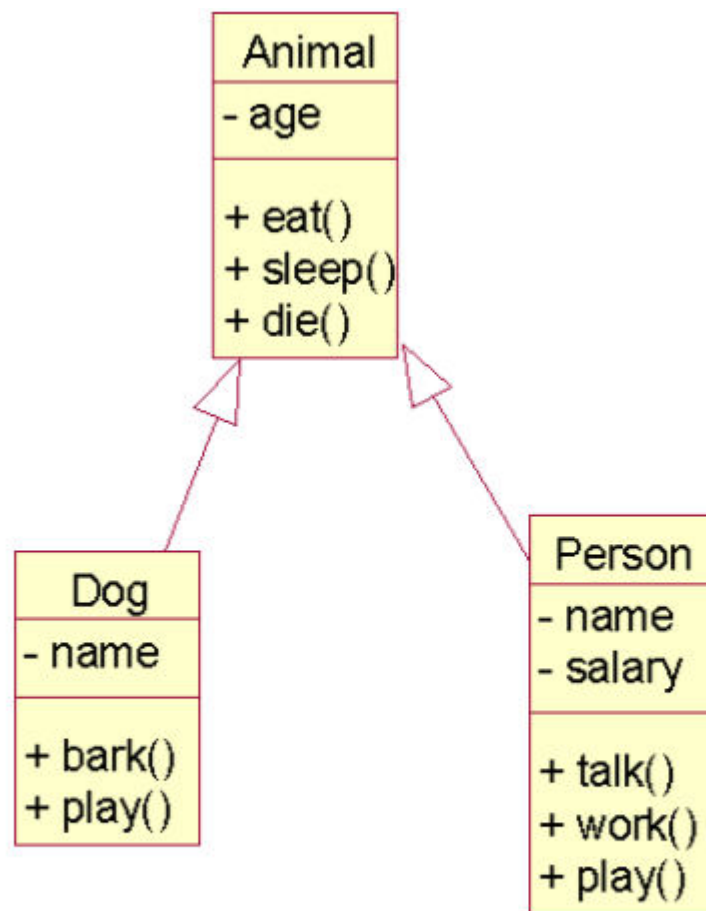 Animal
- age
+ eat()
+ sleep()
+ die()
Dog
- name
+ bark()
+ play()
Person
- name
- salary
+ talk()
+ work()
+ play()